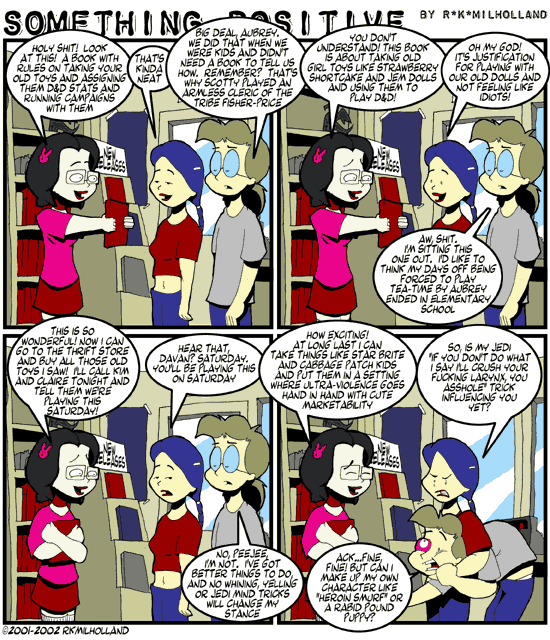 SOMETHING POSITIVE BY R*K*MILHOLLAND
HOLY SHIT! LOOK
AT THIS! A BOOK WITH
RULES ON TAKING YOUR
OLD TOYS AND ASSIGNING
THEM D&D STATS AND
RUNNING CAMPAIGNS
WITH THEM
THAT'S
KINDA
NEAT
BIG DEAL, AUBREY.
WE DID THAT WHEN WE
WERE KIDS AND DIDN'T
NEED A BOOK TO TELL US
HOW. REMEMBER? THAT'S
WHY SCOTTY PLAYED AN
ARMLESS CLERIC OF THE
TRIBE FISHER-PRICE
NEW
RELEASES
YOU DON'T
UNDERSTAND! THIS BOOK
IS ABOUT TAKING OLD
GIRL TOYS LIKE STRAWBERRY
SHORTCAKE AND JEM DOLLS
AND USING THEM TO
PLAY D&D!
OH MY GOD!
IT'S JUSTIFICATION
FOR PLAYING WITH
OUR OLD DOLLS AND
NOT FEELING LIKE
IDIOTS!
AW, SHIT.
I'M SITTING THIS
ONE OUT. I'D LIKE TO
THINK MY DAYS OFF BEING
FORCED TO PLAY
TEA-TIME BY AUBREY
ENDED IN ELEMENTARY
SCHOOL
NEW
RELEASES
THIS IS SO
WONDERFUL! NOW I CAN
GO TO THE THRIFT STORE
AND BUY ALL THOSE OLD
TOYS I SAW! I'LL CALL KIM
AND CLAIRE TONIGHT AND
TELL THEM WE'RE
PLAYING THIS
SATURDAY!
HEAR THAT,
DAVAN? SATURDAY.
YOU'LL BE PLAYING THIS
ON SATURDAY
NO, PEEJEE,
I'M NOT. I'VE GOT
BETTER THINGS TO DO,
AND NO WHINING, YELLING
OR JEDI MIND TRICKS
WILL CHANGE MY
STANCE
NEW
RELEASES
HOW EXCITING!
AT LONG LAST I CAN
TAKE THINGS LIKE STAR BRITE
AND CABBAGE PATCH KIDS
AND PUT THEM IN A SETTING
WHERE ULTRA-VIOLENCE GOES
HAND IN HAND WITH CUTE
MARKETABILITY
SO, IS MY JEDI
"IF YOU DON'T DO WHAT
I SAY I'LL CRUSH YOUR
FUCKING LARYNX, YOU
ASSHOLE" TRICK
INFLUENCING YOU
YET?
ACK...FINE,
FINE! BUT CAN I
MAKE UP MY OWN
CHARACTER LIKE
"HEROIN SMURF" OR
A RABID POUND
PUPPY?
NEW
RELEASES
©2001-2002 RKMILHOLLAND